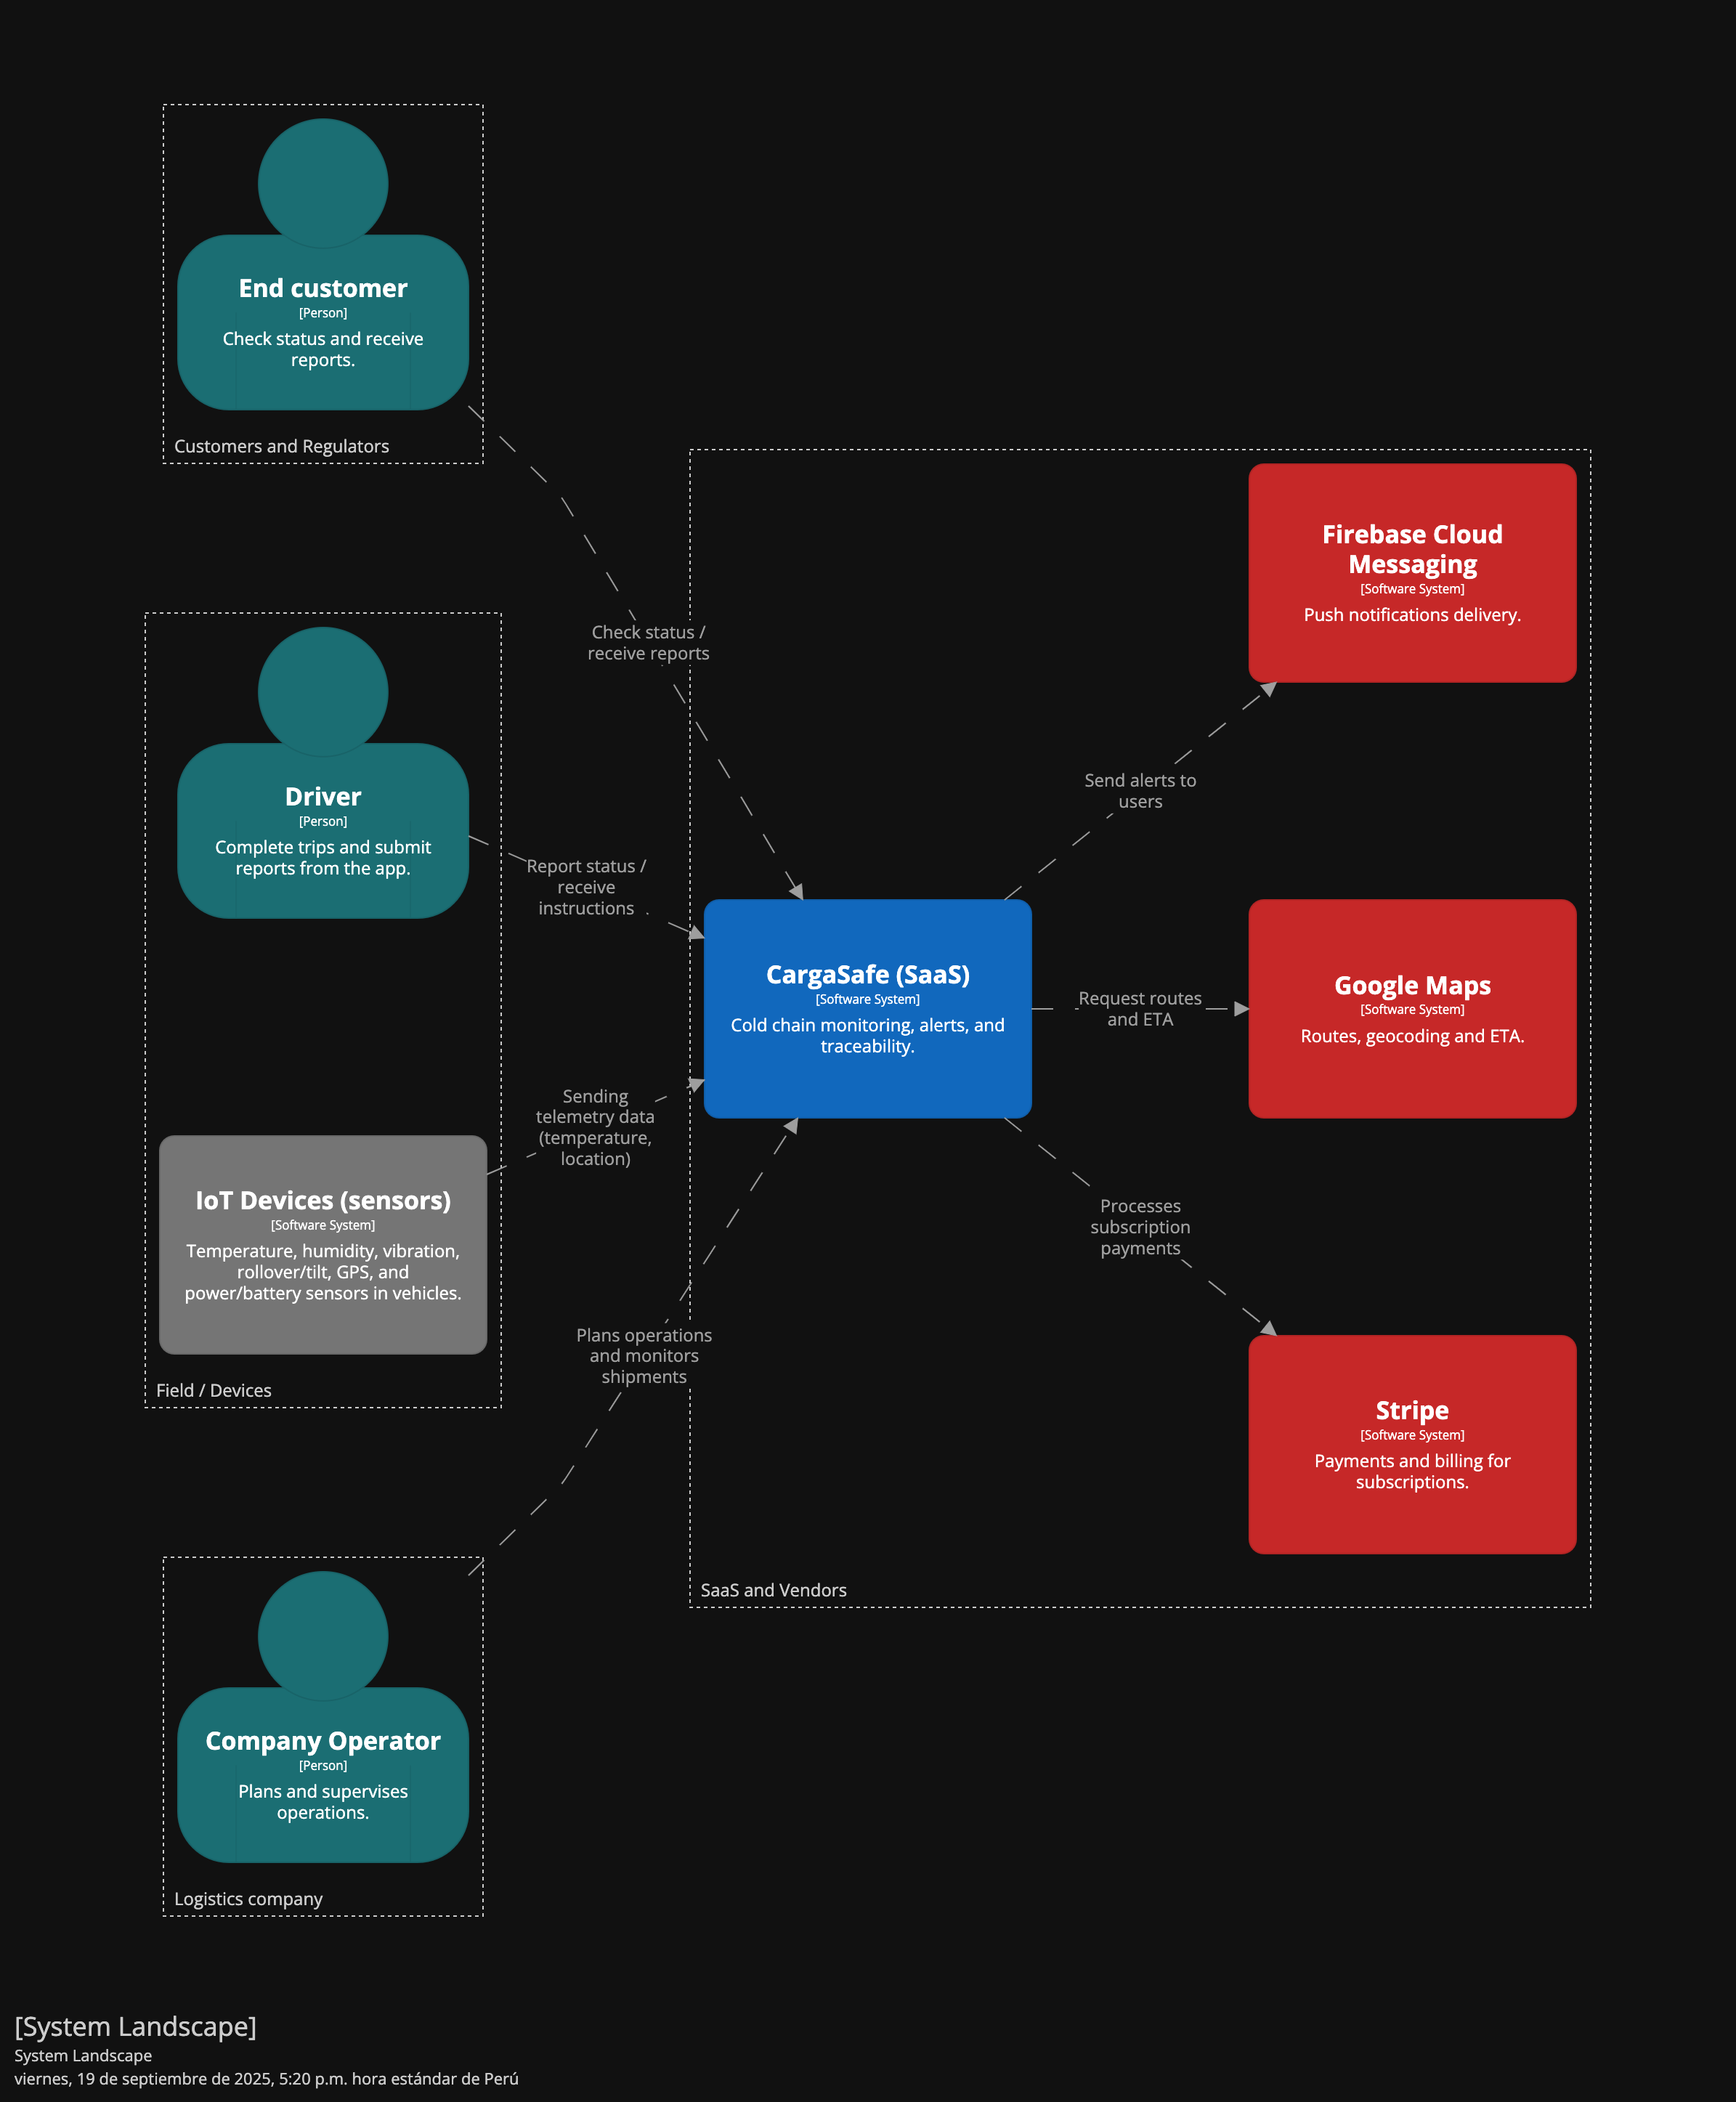 End customer
[Person]
Check status and receive
reports.
Customers and Regulators
Check status /
receive reports
Driver
[Person]
Complete trips and submit
reports from the app.
Report status /
receive
instructions
IoT Devices (sensors)
[Software System]
Temperature, humidity, vibration,
rollover/tilt, GPS, and
power/battery sensors in vehicles.
Field / Devices
Sending
telemetry data
(temperature,
location)
Company Operator
[Person]
Plans and supervises
operations.
Logistics company
Plans operations
and monitors
shipments
CargaSafe (SaaS)
[Software System]
Cold chain monitoring, alerts, and
traceability.
Send alerts to
users
Firebase Cloud
Messaging
[Software System]
Push notifications delivery.
Request routes
and ETA
Google Maps
[Software System]
Routes, geocoding and ETA.
Processes
subscription
payments
Stripe
[Software System]
Payments and billing for
subscriptions.
SaaS and Vendors
[System Landscape]
System Landscape
viernes, 19 de septiembre de 2025, 5:20 p.m. hora estándar de Perú